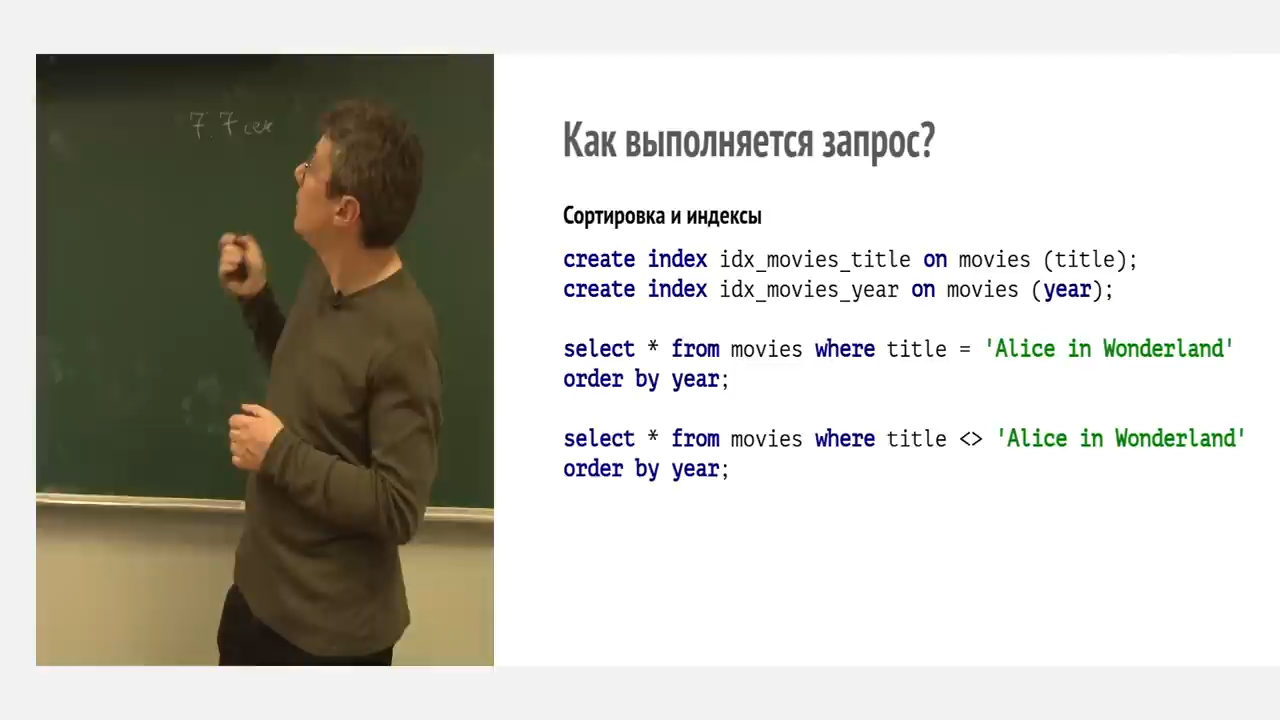 7.7 сек
Как выполняется запрос?
Сортировка и индексы
create index idx_movies_title on movies (title);
create index idx_movies_year on movies (year);
select * from movies where title = 'Alice in Wonderland'
order by year;
select * from movies where title <> 'Alice in Wonderland'
order by year;